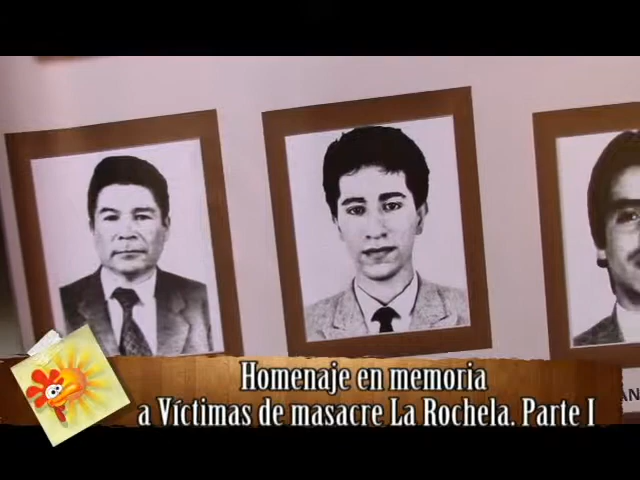 Homenaje en memoria
a Víctimas de masacre La Rochela. Parte I